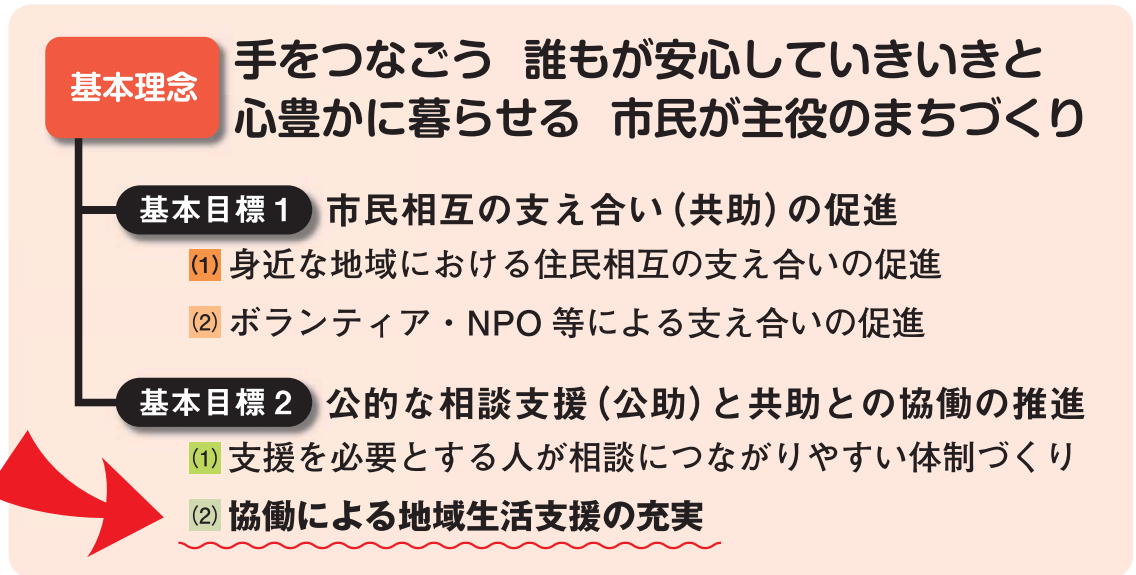 基本理念
手をつなごう 誰もが安心していきいきと
心豊かに暮らせる 市民が主役のまちづくり
基本目標1 市民相互の支え合い(共助)の促進
(1) 身近な地域における住民相互の支え合いの促進
(2) ボランティア・NPO 等による支え合いの促進
基本目標2 公的な相談支援(公助)と共助との協働の推進
(1) 支援を必要とする人が相談につながりやすい体制づくり
(2) 協働による地域生活支援の充実